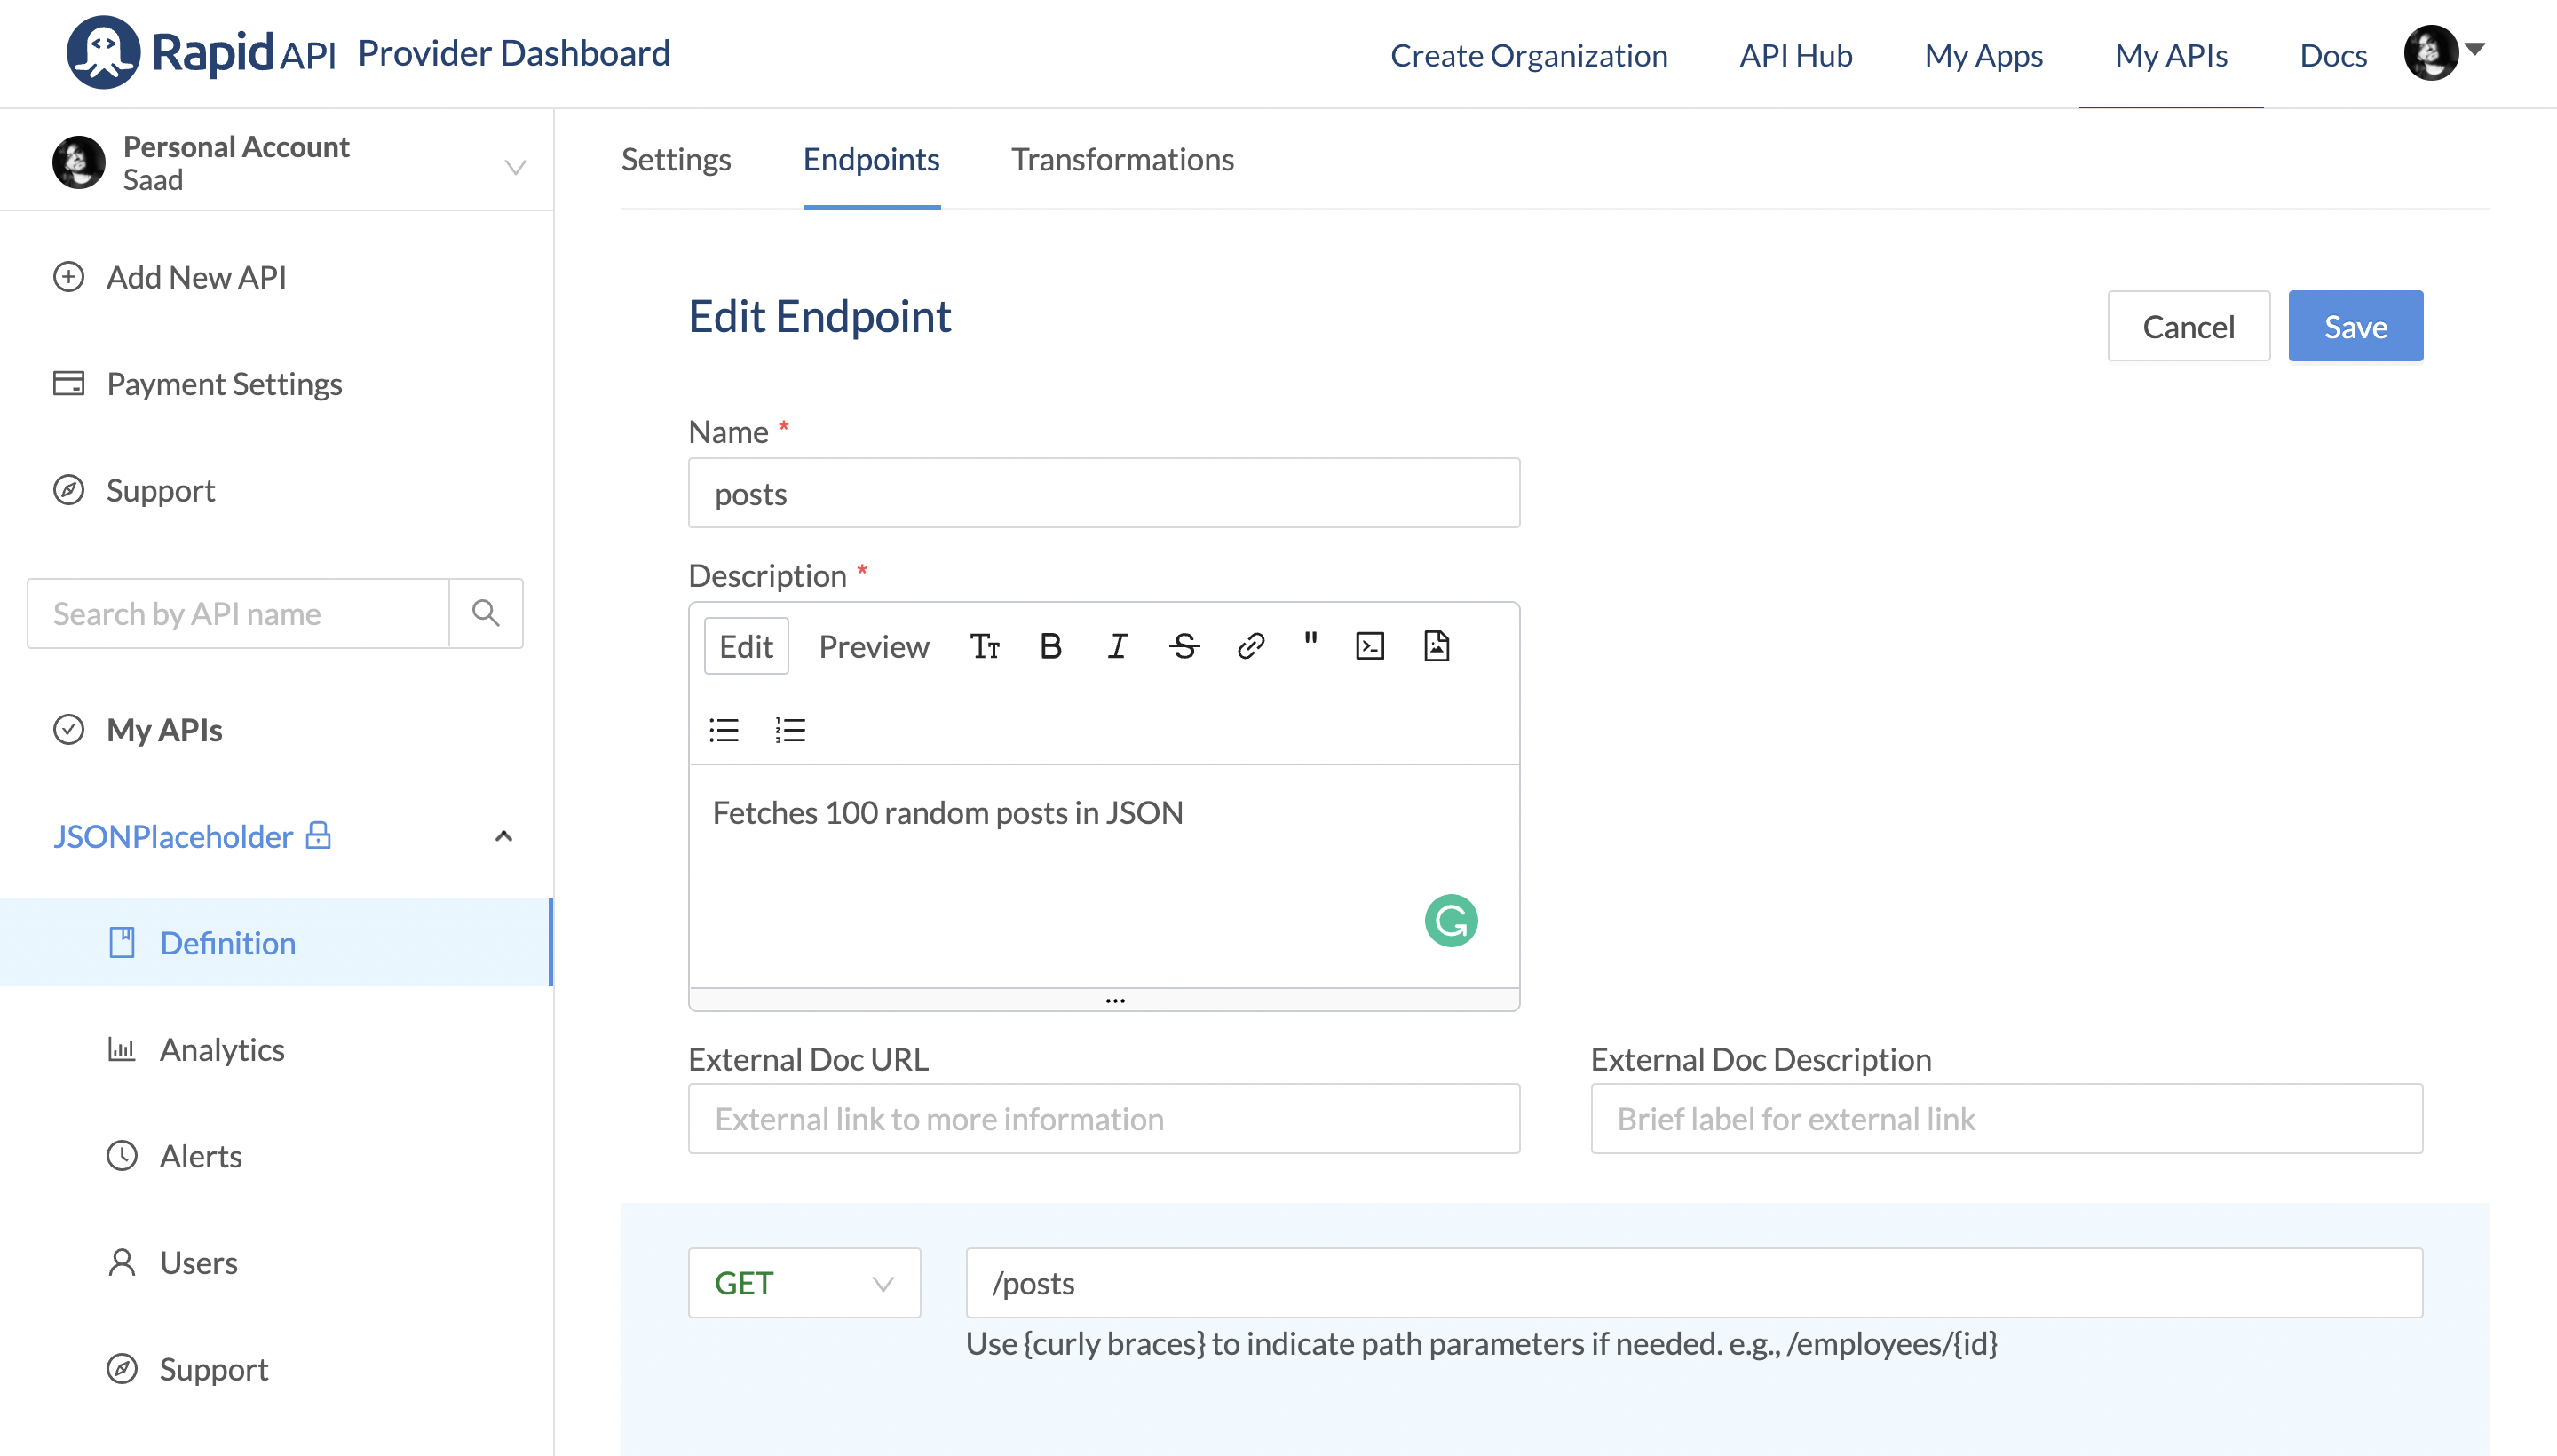 Rapid API Provider Dashboard
Create Organization
API Hub
My Apps
My APIs
Docs
Personal Account
Saad
Add New API
Payment Settings
Support
Search by API name
My APIs
JSONPlaceholder
Definition
Analytics
Alerts
Users
Support
Settings
Endpoints
Transformations
Edit Endpoint
Cancel
Save
Name *
posts
Description *
Edit
Preview
Fetches 100 random posts in JSON
External Doc URL
External link to more information
External Doc Description
Brief label for external link
GET
/posts
Use {curly braces} to indicate path parameters if needed. e.g., /employees/{id}